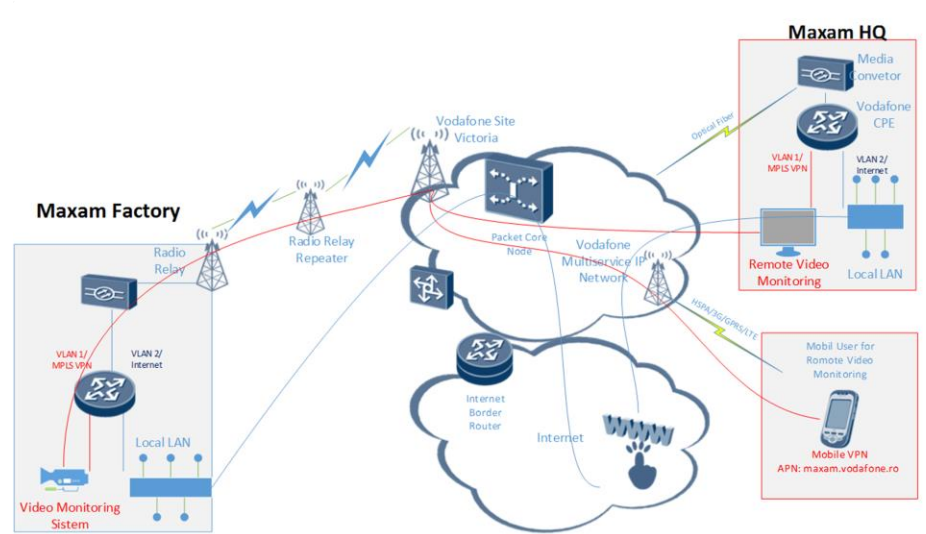 Maxam HQ
Media
Convetor
Vodafone
CPE
Optical Fiber
VLAN 1/
MPLS VPN
VLAN 2/
Internet
Remote Video
Monitoring
Local LAN
Vodafone Site
Victoria
Packet Core
Node
Vodafone
Multiservice IP
Network
Radio Relay
Repeater
Maxam Factory
Radio
Relay
VLAN 1/
MPLS VPN
VLAN 2/
Internet
Local LAN
Video Monitoring
Sistem
HSPA/3G/GPRS/LTE
Internet
Border
Router
Internet
WWW
Mobil User for
Romote Video
Monitoring
Mobile VPN
APN: maxam.vodafone.ro